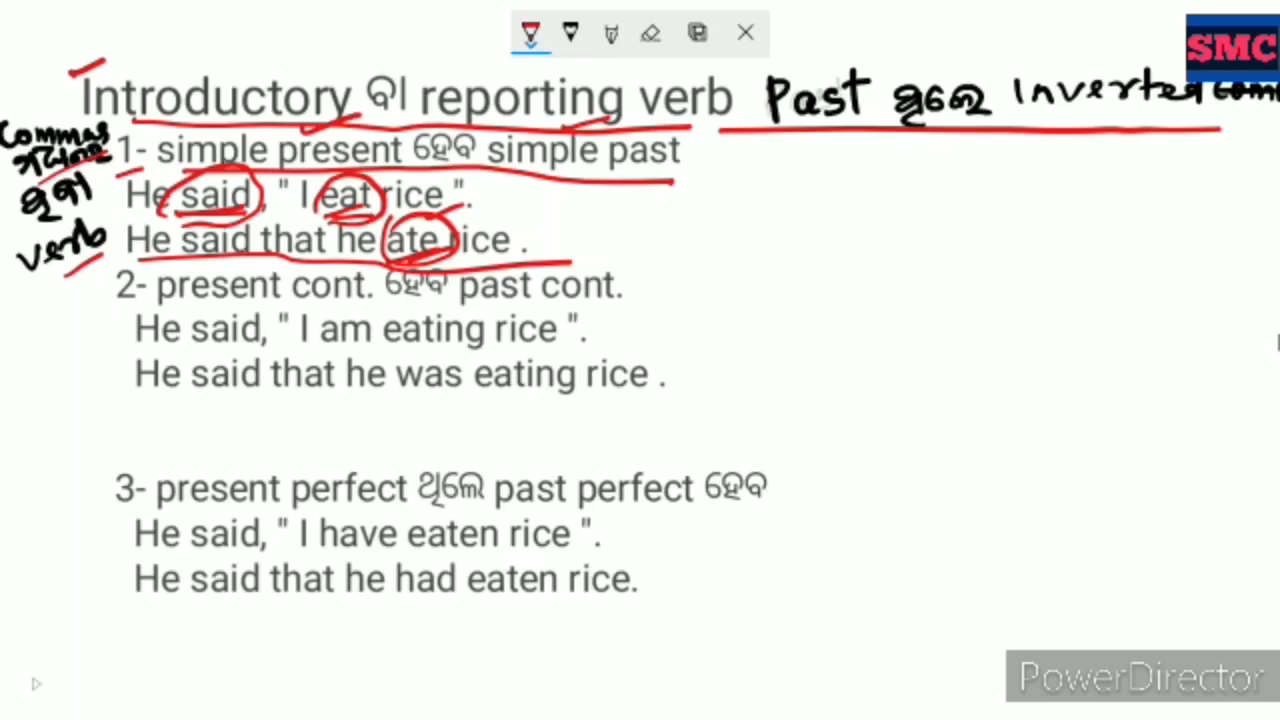 SMC
Introductory ବା reporting verb Past ହେଲେ Inverted
Commas
1- simple present ହେବ simple past
He said, " I eat rice ".
verb
He said that he ate rice .
2- present cont. ହେବ past cont.
He said, " I am eating rice ".
He said that he was eating rice .
3- present perfect ଥିଲେ past perfect ହେବ
He said, " I have eaten rice ".
He said that he had eaten rice.
PowerDirector